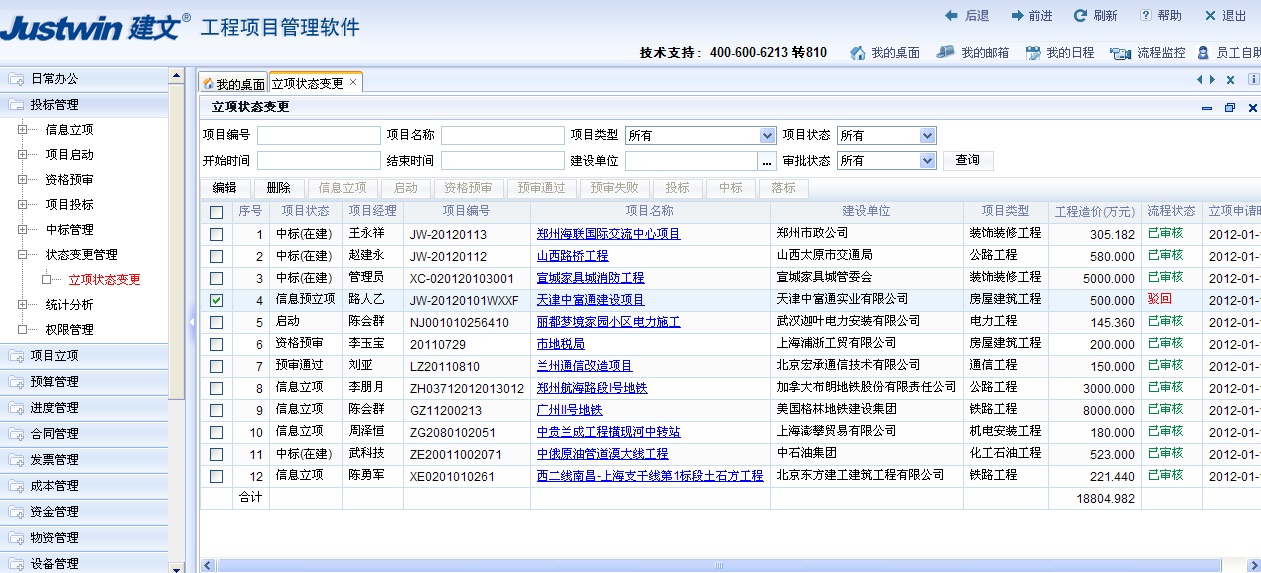 Justwin 建文® 工程项目管理软件
后退 前进 刷新 帮助 退出
技术支持: 400-600-6213 转810 我的桌面 我的邮箱 我的日程 流程监控 员工自助
日常办公
投标管理
信息立项
项目启动
资格预审
项目投标
中标管理
状态变更管理
立项状态变更
统计分析
权限管理
项目立项
预算管理
进度管理
合同管理
发票管理
成本管理
资金管理
物资管理
设备管理
我的桌面 立项状态变更
立项状态变更
项目编号 项目名称 项目类型 所有 项目状态 所有
开始时间 结束时间 建设单位 ... 审批状态 所有 查询
编辑 删除 信息立项 启动 资格预审 预审通过 预审失败 投标 中标 落标
序号 项目状态 项目经理 项目编号 项目名称 建设单位 项目类型 工程造价(万元) 流程状态 立项申请
1 中标(在建) 王永祥 JW-20120113 郑州海联国际交流中心项目 郑州市政公司 装饰装修工程 305.182 已审核 2012-01-
2 中标(在建) 赵建永 JW-20120112 山西路桥工程 山西太原市交通局 公路工程 580.000 已审核 2012-01-
3 中标(在建) 管理员 XC-020120103001 宣城家具城消防工程 宣城家具城管委会 装饰装修工程 5000.000 已审核 2012-01-
4 信息预立项 路人乙 JW-20120101WXXF 天津中富通建设项目 天津中富通实业有限公司 房屋建筑工程 500.000 驳回 2012-01-
5 启动 陈会群 NJ001010256410 丽都梦境家园小区电力施工 武汉迦叶电力安装有限公司 电力工程 145.360 已审核 2012-01-
6 资格预审 李玉宝 20110729 市地税局 上海浦浙工贸有限公司 房屋建筑工程 200.000 已审核 2012-01-
7 预审通过 刘亚 LZ20110810 兰州通信改造项目 北京宏承通信技术有限公司 通信工程 150.000 已审核 2012-01-
8 信息立项 李朋月 ZH03712012013012 郑州航海路段I号地铁 加拿大布朗地铁股份有限责任公司 公路工程 3000.000 已审核 2012-01-
9 信息立项 陈会群 GZ11200213 广州II号地铁 美国格林地铁建设集团 铁路工程 8000.000 已审核 2012-01-
10 信息立项 周泽恒 ZG2080102051 中贵兰成工程横现河中转站 上海澎攀贸易有限公司 机电安装工程 180.000 已审核 2012-01-
11 中标(在建) 武科技 ZE20011002071 中俄原油管道漠大线工程 中石油集团 化工石油工程 523.000 已审核 2012-01-
12 信息立项 陈勇军 XE0201010261 西二线南昌-上海支干线第1标段土石方工程 北京东方建工建筑工程有限公司 铁路工程 221.440 已审核 2012-01-
合计 18804.982